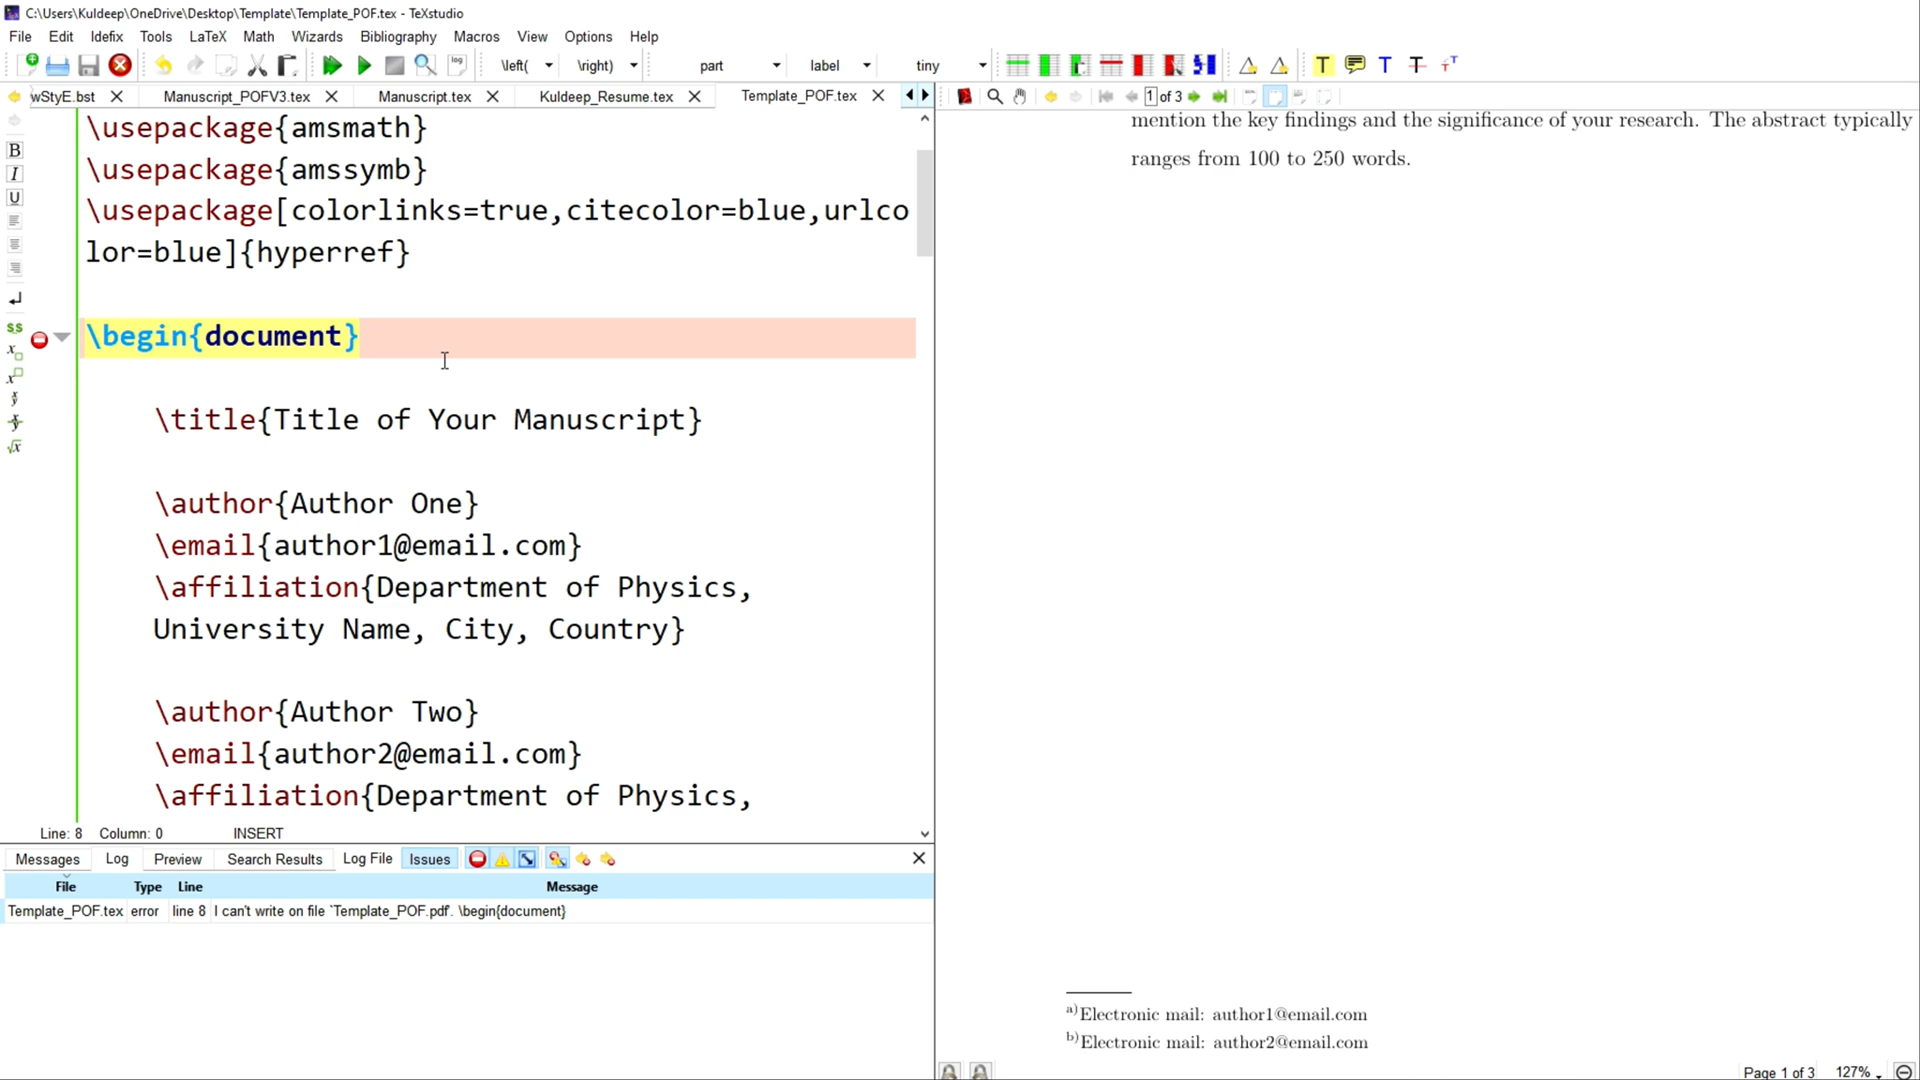 C:\Users\Kuldeep\OneDrive\Desktop\Template\Template_POF.tex - TeXstudio
File Edit Idefix Tools LaTeX Math Wizards Bibliography Macros View Options Help
log \left( \right) part label tiny T T T
wStyE.bst Manuscript_POFV3.tex Manuscript.tex Kuldeep_Resume.tex Template_POF.tex 1 of 3
\usepackage{amsmath}
\usepackage{amssymb}
\usepackage[colorlinks=true,citecolor=blue,urlco
lor=blue]{hyperref}
\begin{document}
\title{Title of Your Manuscript}
\author{Author One}
\email{author1@email.com}
\affiliation{Department of Physics,
University Name, City, Country}
\author{Author Two}
\email{author2@email.com}
\affiliation{Department of Physics,
B
I
U
$$
x
x
x
y
x
y
√x
Line: 8 Column: 0 INSERT
Messages Log Preview Search Results Log File Issues
File Type Line Message
Template_POF.tex error line 8 I can't write on file `Template_POF.pdf'. \begin{document}
mention the key findings and the significance of your research. The abstract typically
ranges from 100 to 250 words.
a)Electronic mail: author1@email.com
b)Electronic mail: author2@email.com
Page 1 of 3 127%